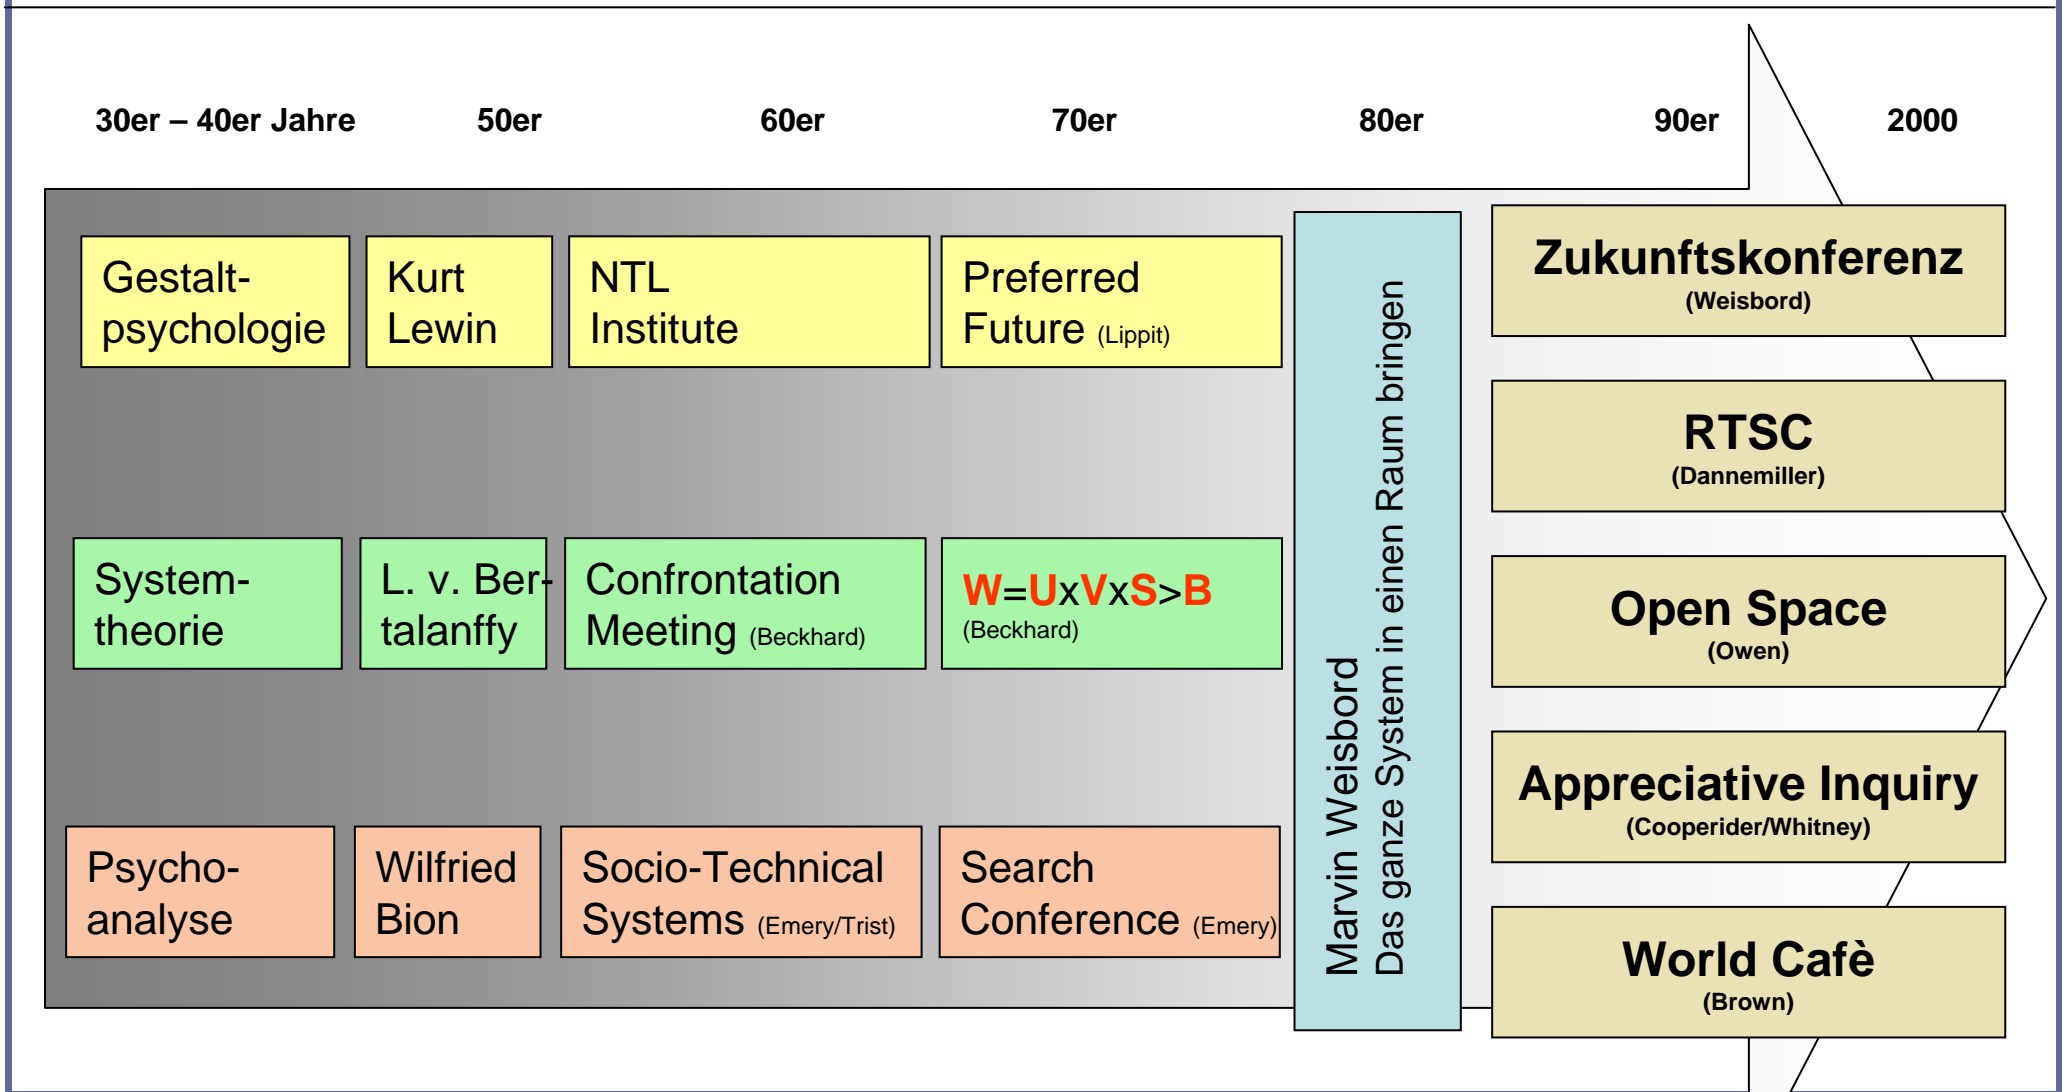 30er – 40er Jahre 50er 60er 70er 80er 90er 2000
Gestalt-
psychologie
Kurt
Lewin
NTL
Institute
Preferred
Future (Lippit)
System-
theorie
L. v. Ber-
talanffy
Confrontation
Meeting (Beckhard)
W=UxVxS>B
(Beckhard)
Psycho-
analyse
Wilfried
Bion
Socio-Technical
Systems (Emery/Trist)
Search
Conference (Emery)
Marvin Weisbord
Das ganze System in einen Raum bringen
Zukunftskonferenz
(Weisbord)
RTSC
(Dannemiller)
Open Space
(Owen)
Appreciative Inquiry
(Cooperider/Whitney)
World Cafè
(Brown)